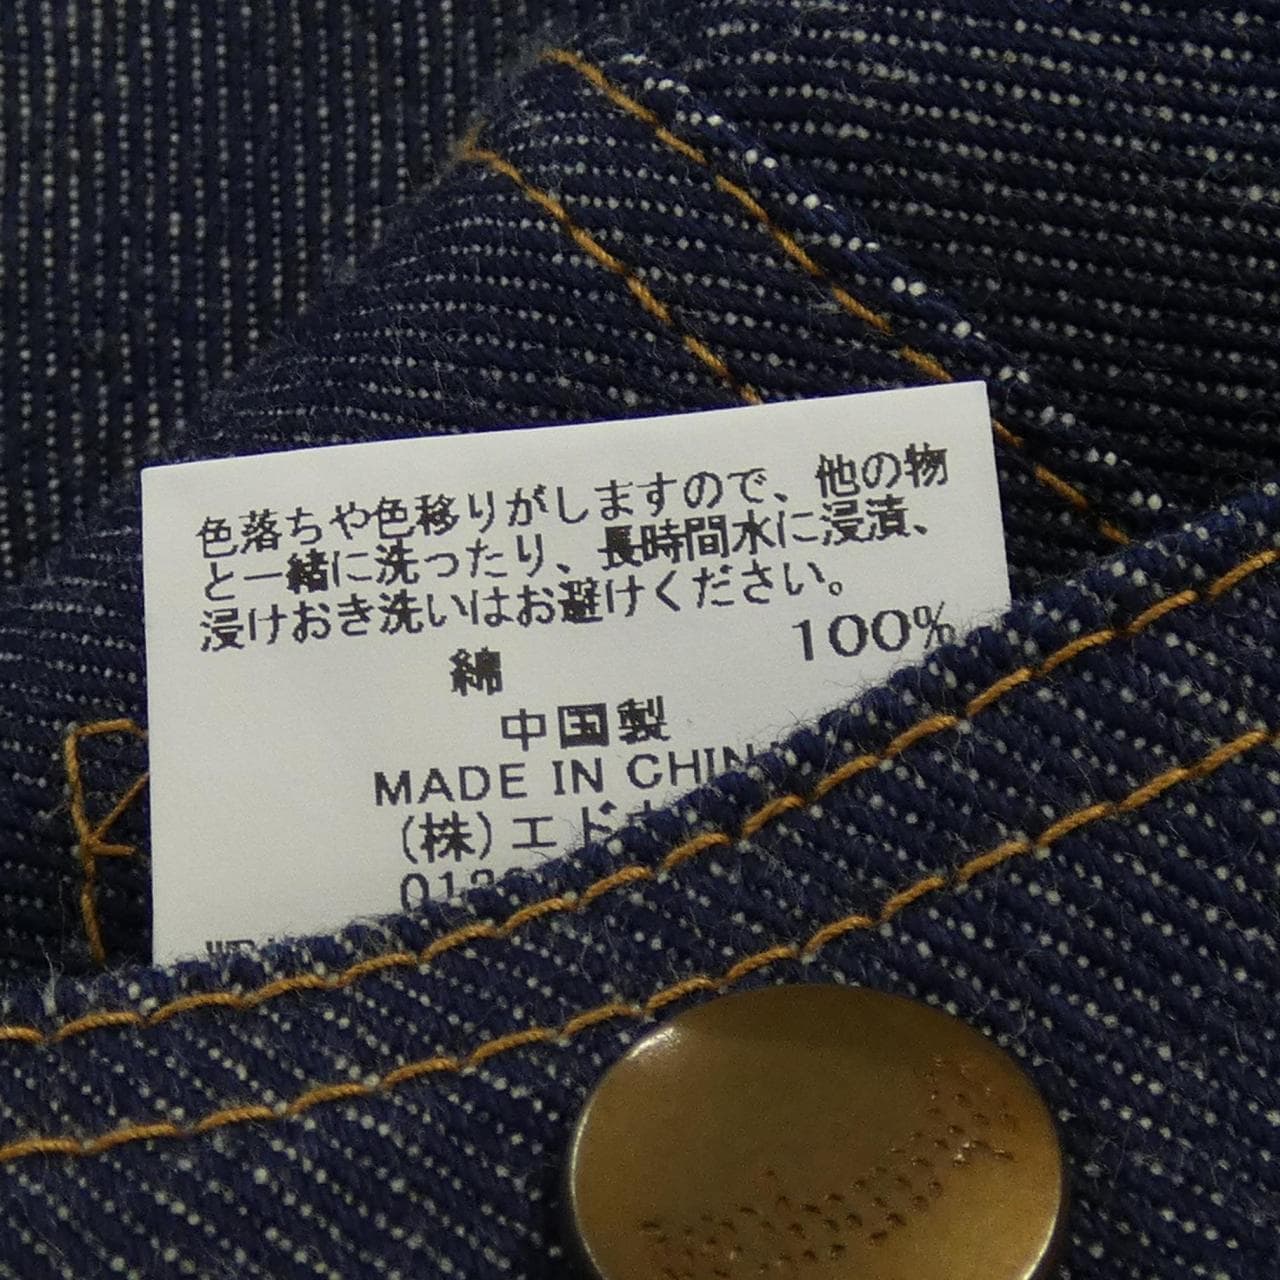 色落ちや色移りがしますので、他の物
と一緒に洗ったり、長時間水に浸漬、
浸けおき洗いはお避けください。
綿 100%
中国製
MADE IN CHIN
(株)エド